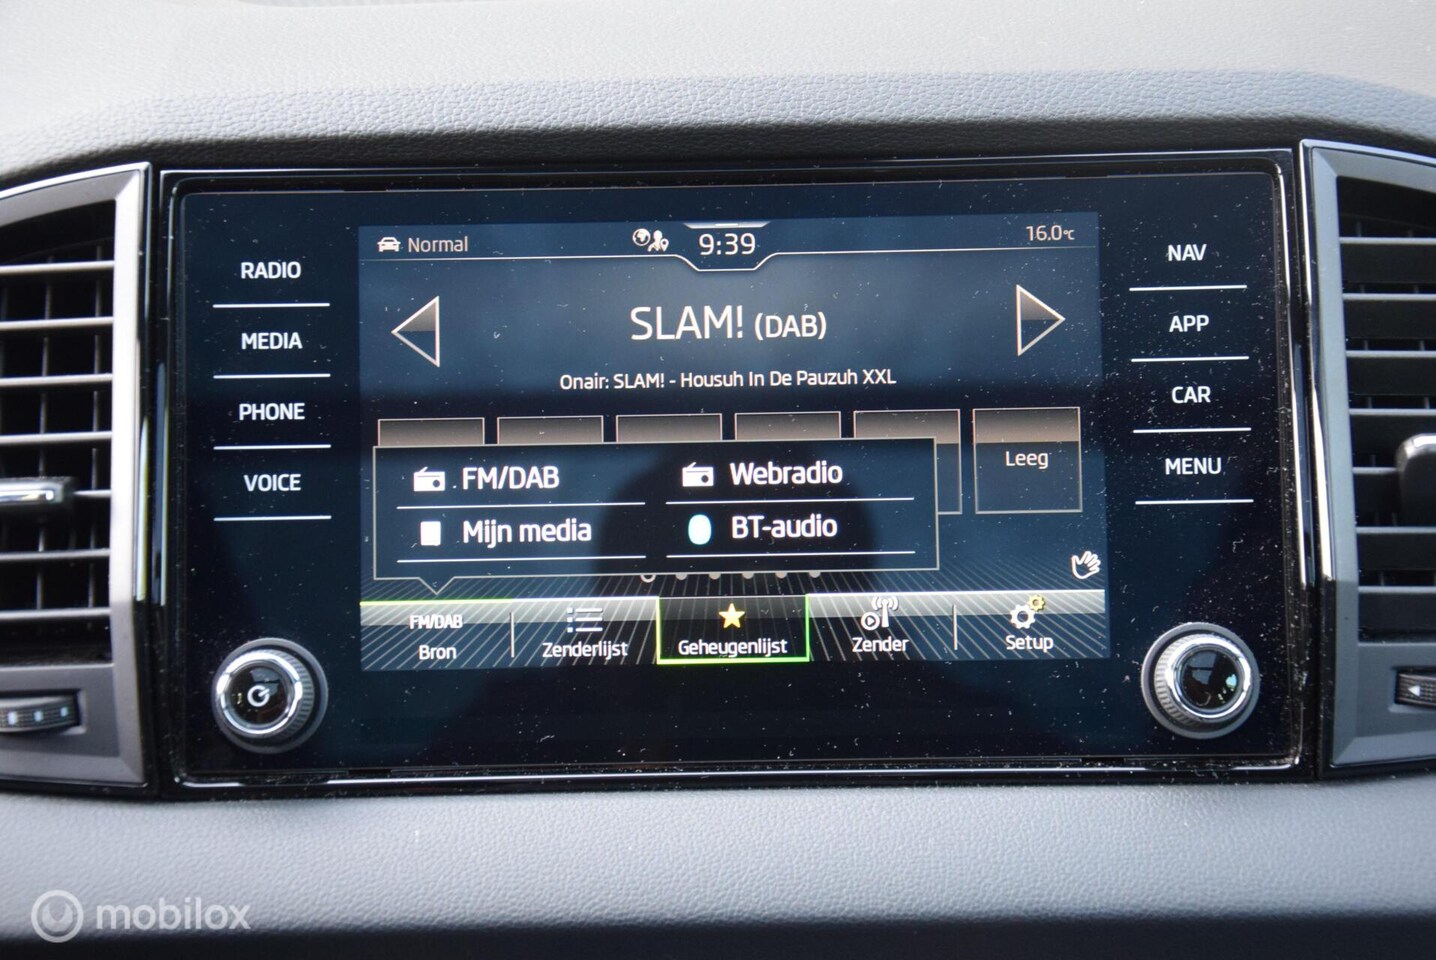 Normal
9:39
16.0°C
RADIO
MEDIA
PHONE
VOICE
NAV
APP
CAR
MENU
SLAM! (DAB)
Onair: SLAM! - Housuh In De Pauzuh XXL
Leeg
FM/DAB
Webradio
Mijn media
BT-audio
FM/DAB
Bron
Zenderlijst
Geheugenlijst
Zender
Setup
mobilox